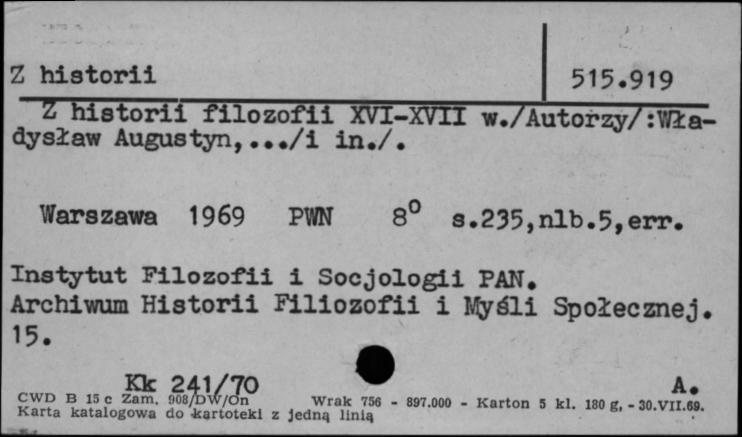 Z historii 515.919
Z historii filozofii XVI-XVII w./Autorzy/:Wła-
dysław Augustyn,.../i in./.
Warszawa 1969 PWN 8° s.235,nlb.5,err.
Instytut Filozofii i Socjologii PAN.
Archiwum Historii Filiozofii i Myśli Społecznej.
15.
Kk 241/70 A.
CWD B 15 c Zam. 908/DW/On Wrak 756 - 897.000 - Karton 5 kl. 180 g, - 30.VII.69.
Karta katalogowa do kartoteki z jedną linią